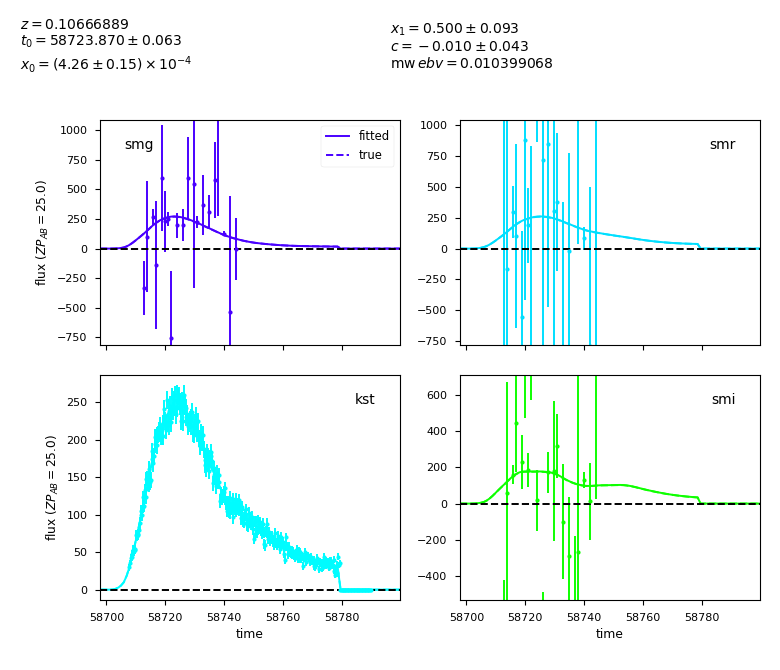 z = 0.10666889
t₀ = 58723.870 ± 0.063
x₀ = (4.26 ± 0.15) × 10⁻⁴
x₁ = 0.500 ± 0.093
c = −0.010 ± 0.043
mw ebv = 0.010399068
smg
fitted
true
1000
750
500
250
0
−250
−500
−750
flux (ZP_AB = 25.0)
smr
1000
750
500
250
0
−250
−500
−750
kst
250
200
150
100
50
0
flux (ZP_AB = 25.0)
58700 58720 58740 58760 58780
time
smi
600
400
200
0
−200
−400
58700 58720 58740 58760 58780
time